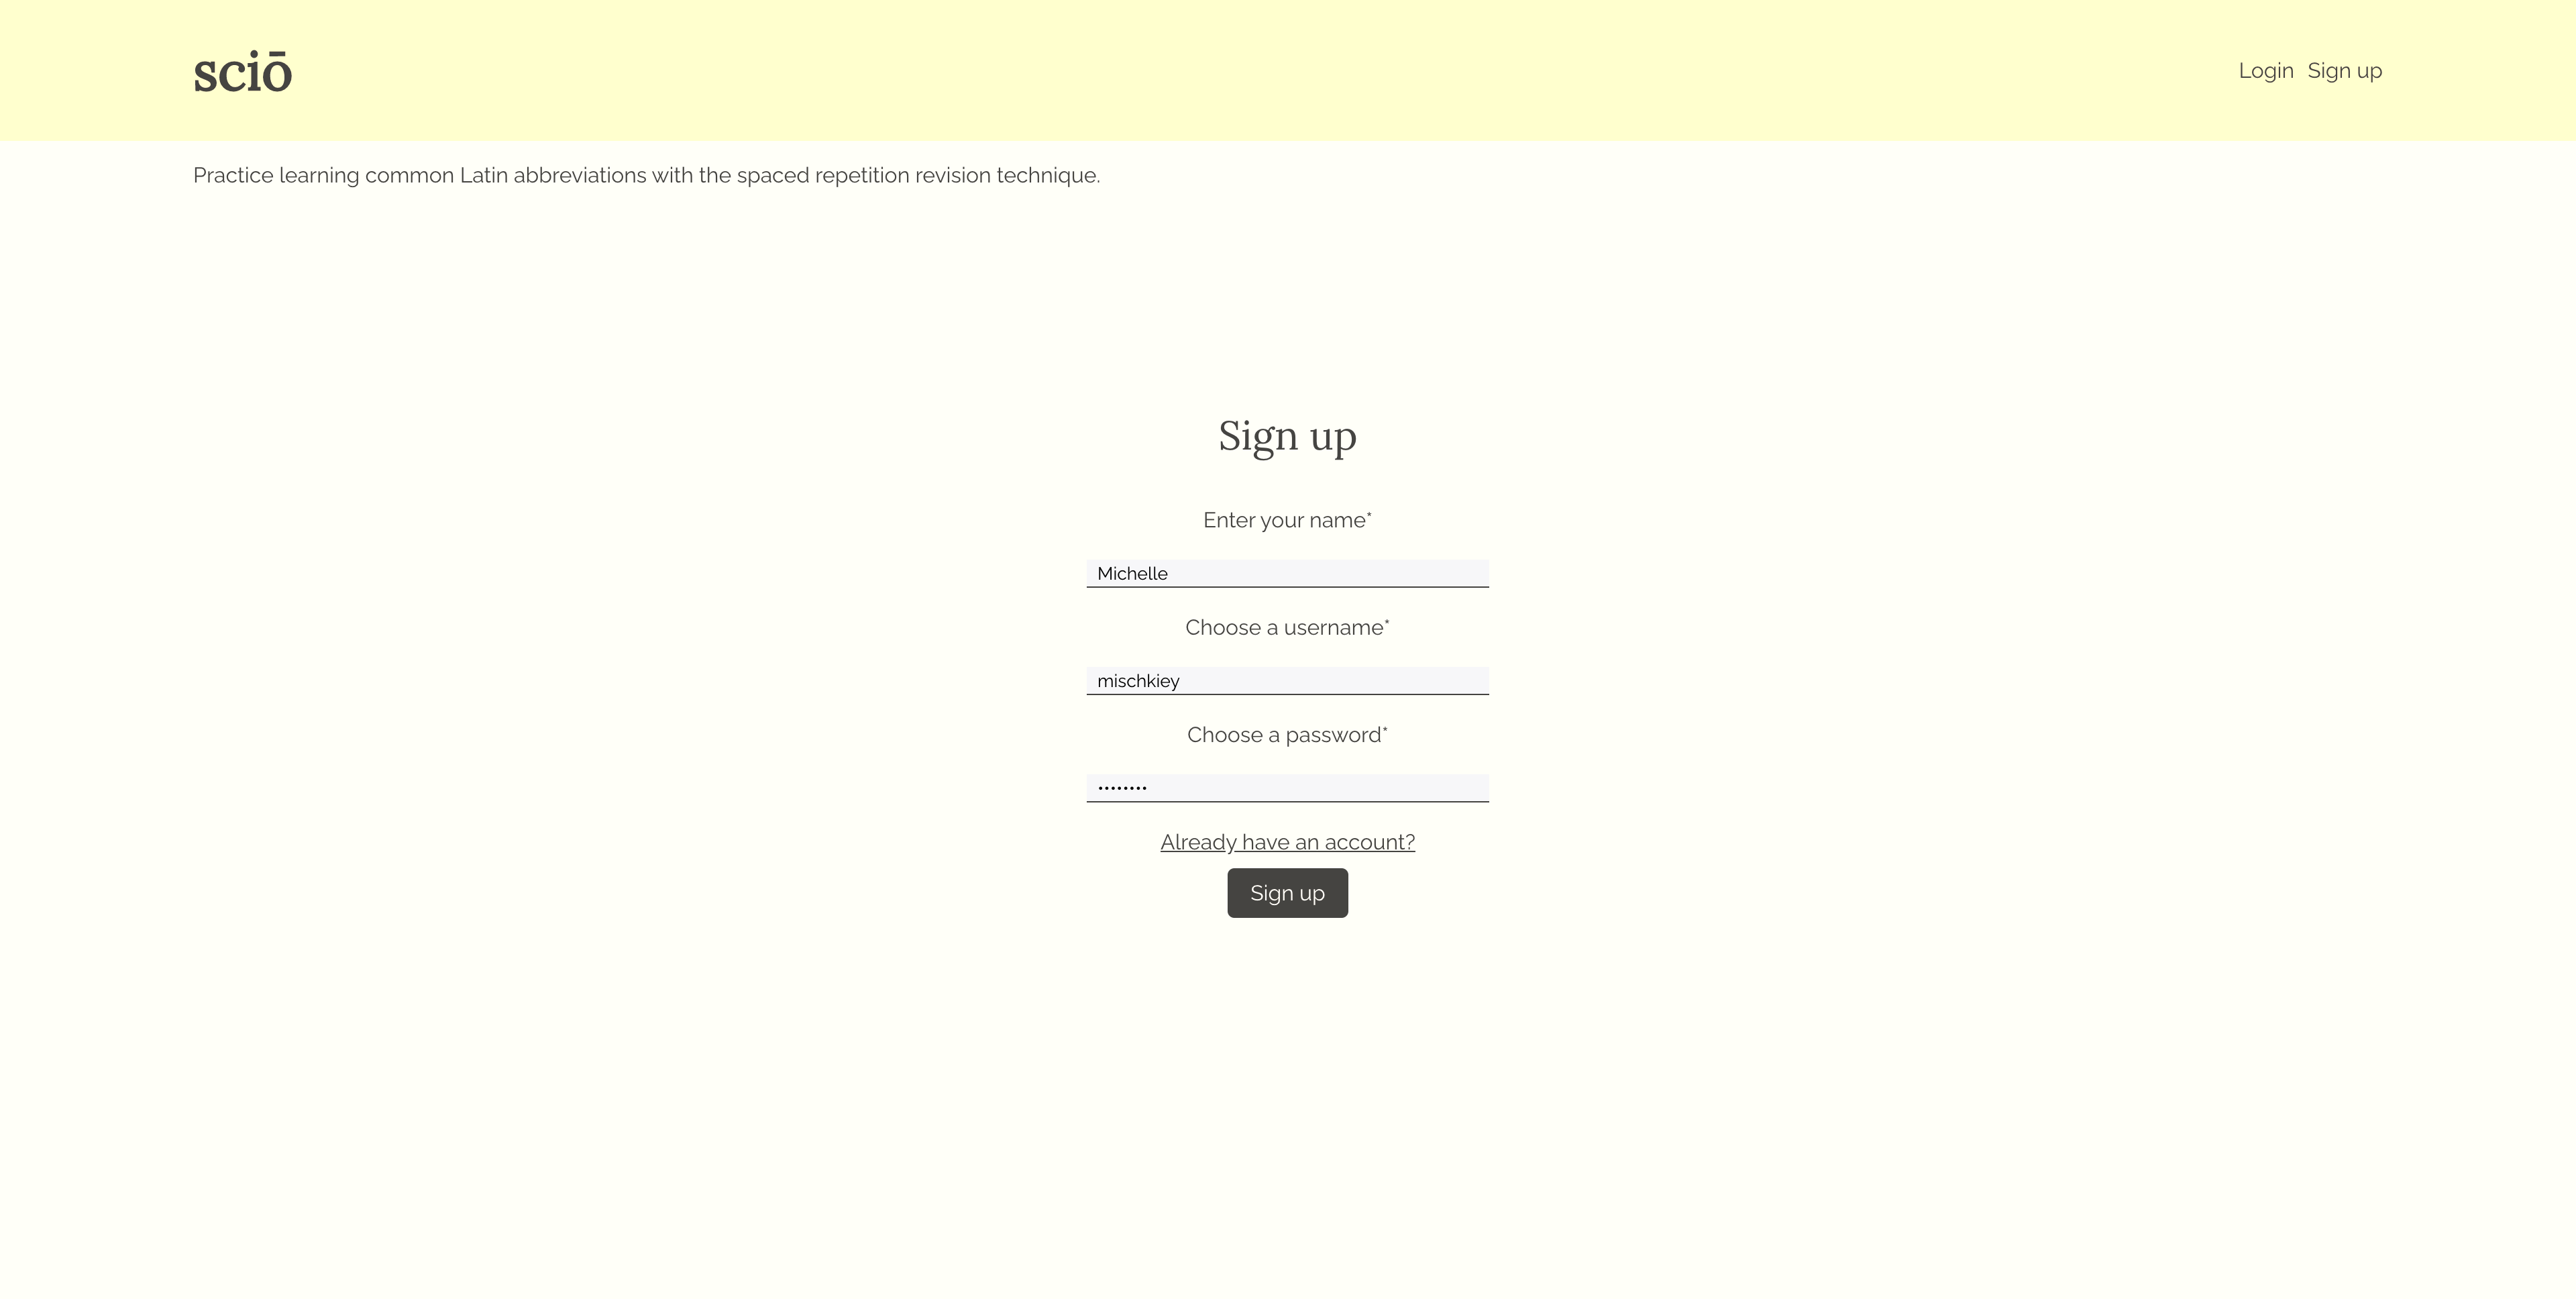 sciō
Login Sign up
Practice learning common Latin abbreviations with the spaced repetition revision technique.
Sign up
Enter your name*
Michelle
Choose a username*
mischkiey
Choose a password*
••••••••
Already have an account?
Sign up